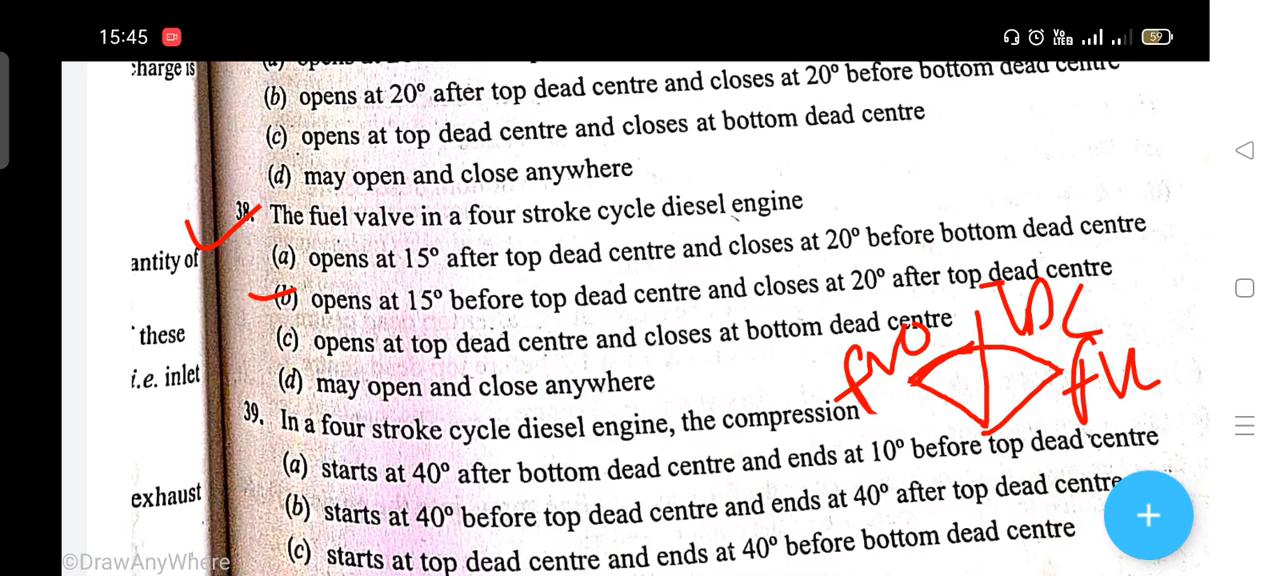 15:45
Vo
LTE2
59
:harge is
(b) opens at 20° after top dead centre and closes at 20° before bottom dead centre
(c) opens at top dead centre and closes at bottom dead centre
(d) may open and close anywhere
38. The fuel valve in a four stroke cycle diesel engine
antity of
(a) opens at 15° after top dead centre and closes at 20° before bottom dead centre
(b) opens at 15° before top dead centre and closes at 20° after top dead centre
these
(c) opens at top dead centre and closes at bottom dead centre
TDC
FVO
i.e. inlet
(d) may open and close anywhere
39. In a four stroke cycle diesel engine, the compression
(a) starts at 40° after bottom dead centre and ends at 10° before top dead centre
exhaust
(b) starts at 40° before top dead centre and ends at 40° after top dead centre
(c) starts at top dead centre and ends at 40° before bottom dead centre
©DrawAnyWhere